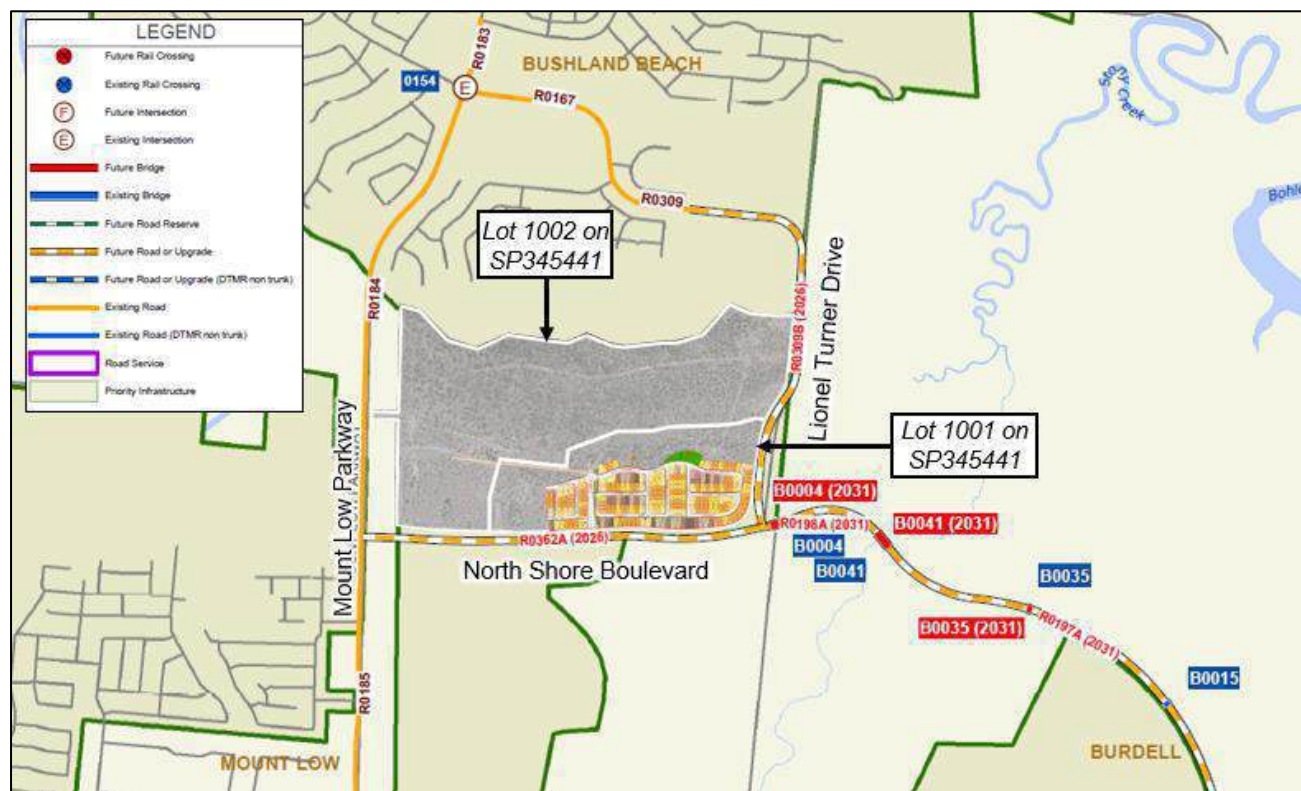 LEGEND
Future Rail Crossing
Existing Rail Crossing
F Future Intersection
E Existing Intersection
Future Bridge
Existing Bridge
Future Road Reserve
Future Road or Upgrade
Future Road or Upgrade (DTMR non trunk)
Existing Road
Existing Road (DTMR non trunk)
Road Service
Priority Infrastructure
R0183
BUSHLAND BEACH
0154
E
R0167
Stony Creek
R0309
Lot 1002 on
SP345441
Lionel Turner Drive
R0184
R0309B (2026)
Mount Low Parkway
Lot 1001 on
SP345441
B0004 (2031)
R0196A (2031)
B0041 (2031)
R0362A (2026)
B0004
B0041
North Shore Boulevard
B0035
B0035 (2031)
R0197A (2031)
R0185
B0015
MOUNT LOW
BURDELL